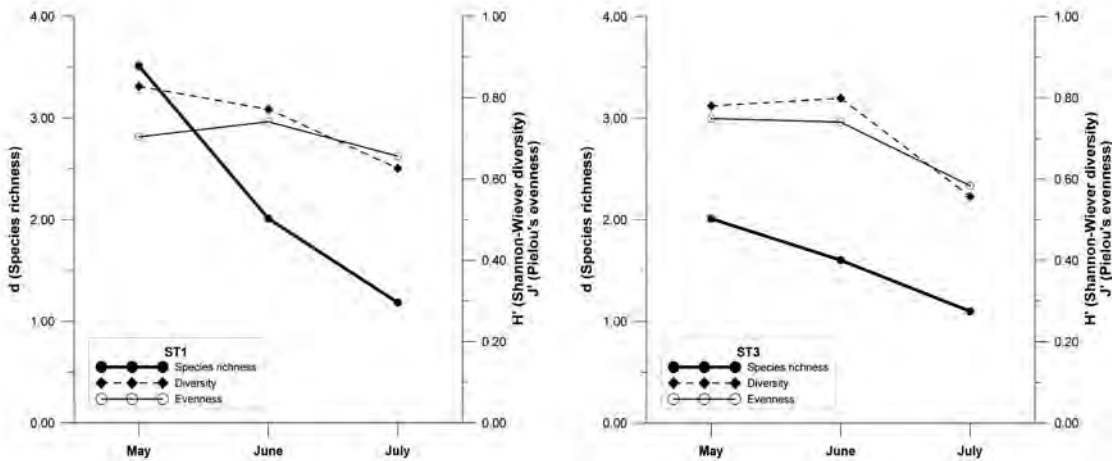 4.00
3.00
2.00
1.00
0.00
d (Species richness)
1.00
0.80
0.60
0.40
0.20
0.00
H' (Shannon-Wiever diversity)
J' (Pielou's evenness)
ST1
Species richness
Diversity
Evenness
May
June
July
4.00
3.00
2.00
1.00
0.00
d (Species richness)
1.00
0.80
0.60
0.40
0.20
0.00
H' (Shannon-Wiever diversity)
J' (Pielou's evenness)
ST3
Species richness
Diversity
Evenness
May
June
July